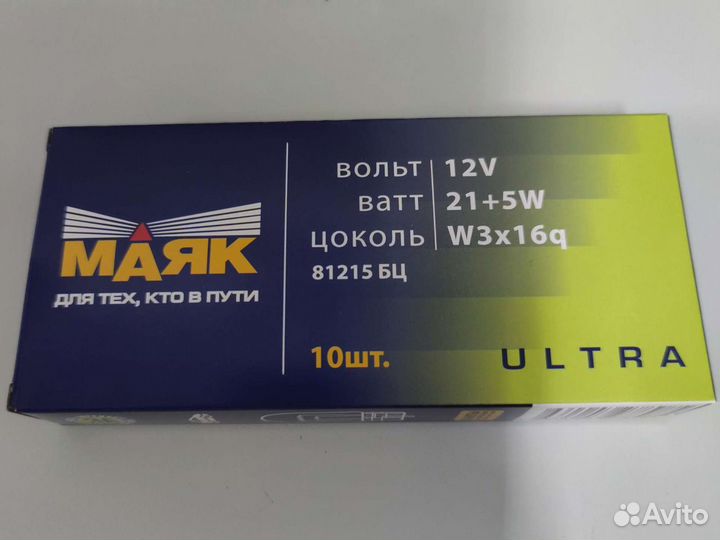 МАЯК
ДЛЯ ТЕХ, КТО В ПУТИ
ВОЛЬТ 12V
ВАТТ 21+5W
ЦОКОЛЬ W3x16q
81215 БЦ
10шт.
ULTRA
Avito